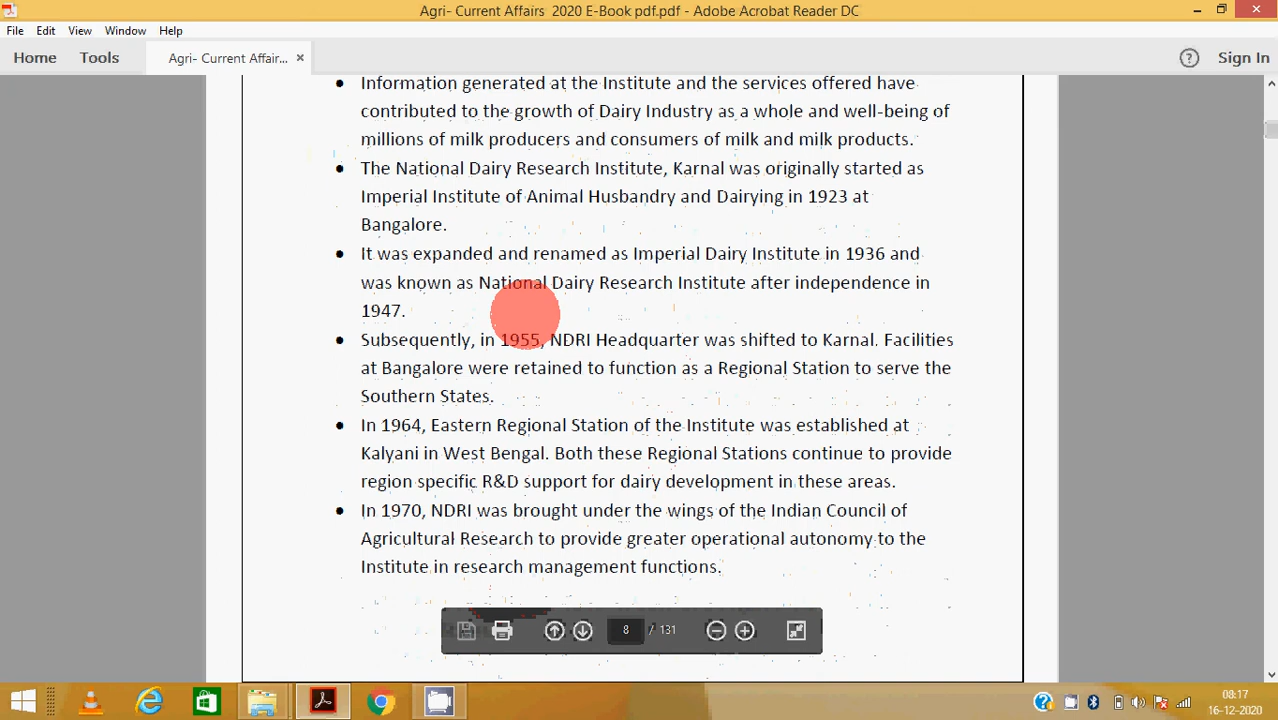 Agri- Current Affairs 2020 E-Book pdf.pdf - Adobe Acrobat Reader DC
File Edit View Window Help
Home Tools Agri- Current Affair... × ? Sign In
• Information generated at the Institute and the services offered have
contributed to the growth of Dairy Industry as a whole and well-being of
millions of milk producers and consumers of milk and milk products.
• The National Dairy Research Institute, Karnal was originally started as
Imperial Institute of Animal Husbandry and Dairying in 1923 at
Bangalore.
• It was expanded and renamed as Imperial Dairy Institute in 1936 and
was known as National Dairy Research Institute after independence in
1947.
• Subsequently, in 1955, NDRI Headquarter was shifted to Karnal. Facilities
at Bangalore were retained to function as a Regional Station to serve the
Southern States.
• In 1964, Eastern Regional Station of the Institute was established at
Kalyani in West Bengal. Both these Regional Stations continue to provide
region specific R&D support for dairy development in these areas.
• In 1970, NDRI was brought under the wings of the Indian Council of
Agricultural Research to provide greater operational autonomy to the
Institute in research management functions.
8 / 131
08:17
16-12-2020